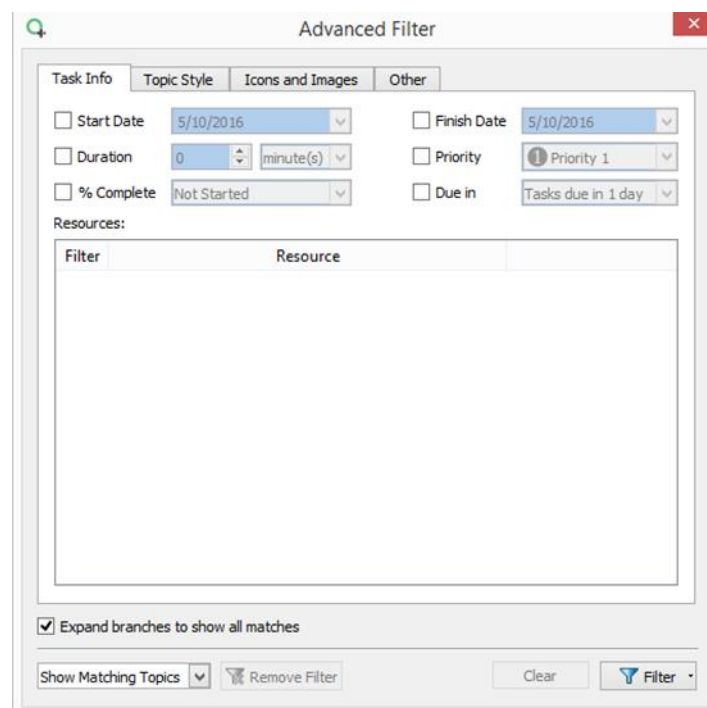 Advanced Filter
Task Info Topic Style Icons and Images Other
Start Date 5/10/2016 Finish Date 5/10/2016
Duration 0 minute(s) Priority 1 Priority 1
% Complete Not Started Due in Tasks due in 1 day
Resources:
Filter Resource
Expand branches to show all matches
Show Matching Topics Remove Filter Clear Filter